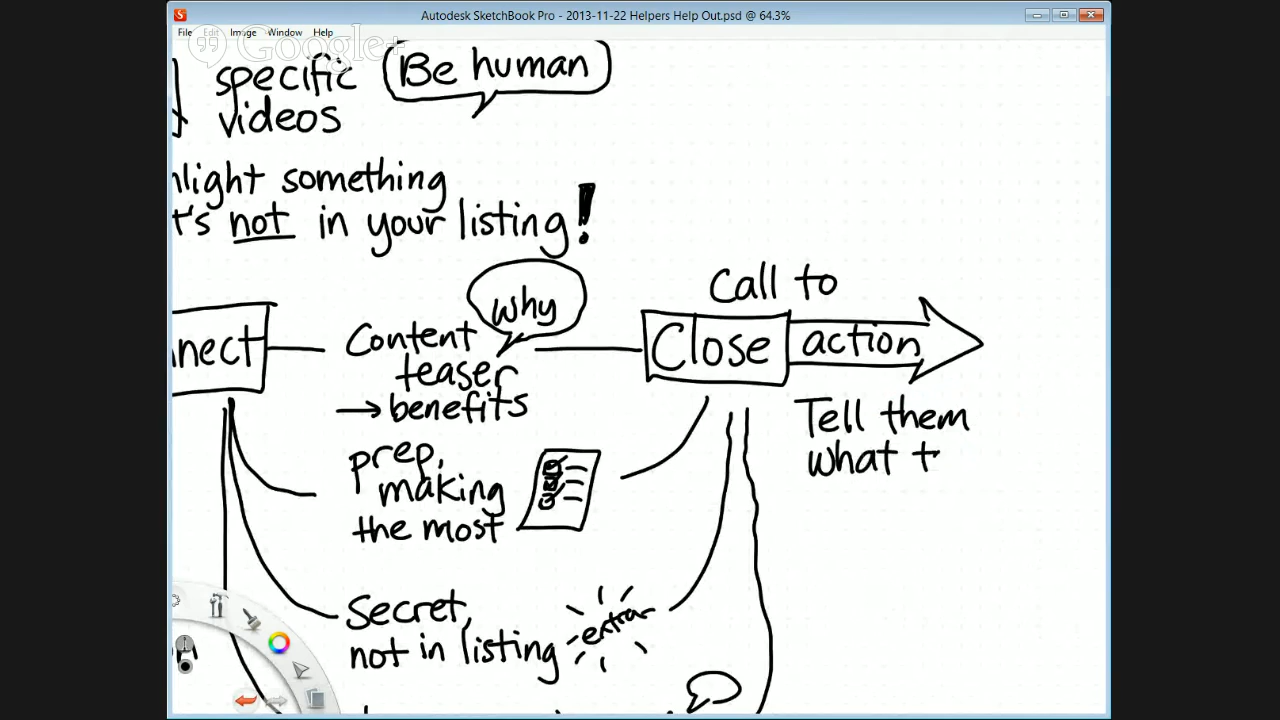 Autodesk SketchBook Pro - 2013-11-22 Helpers Help Out.psd @ 64.3%
File Edit Image Window Help
Google+
specific
videos
Be human
light something
t's not in your listing!
nnect
Content
teaser
→ benefits
why
Close
Call to
action
Tell them
what t
prep,
making
the most
Secret,
not in listing
extra